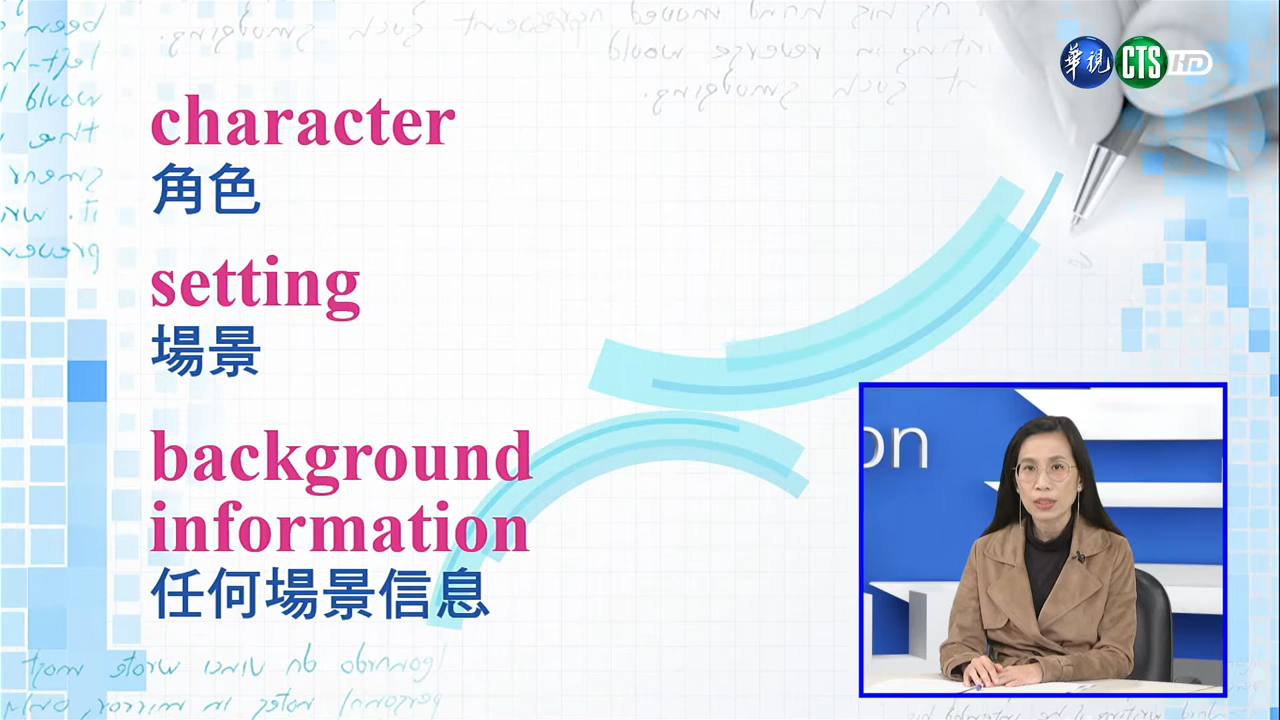 華視 CTS HD
character
角色
setting
場景
background
information
任何場景信息
on